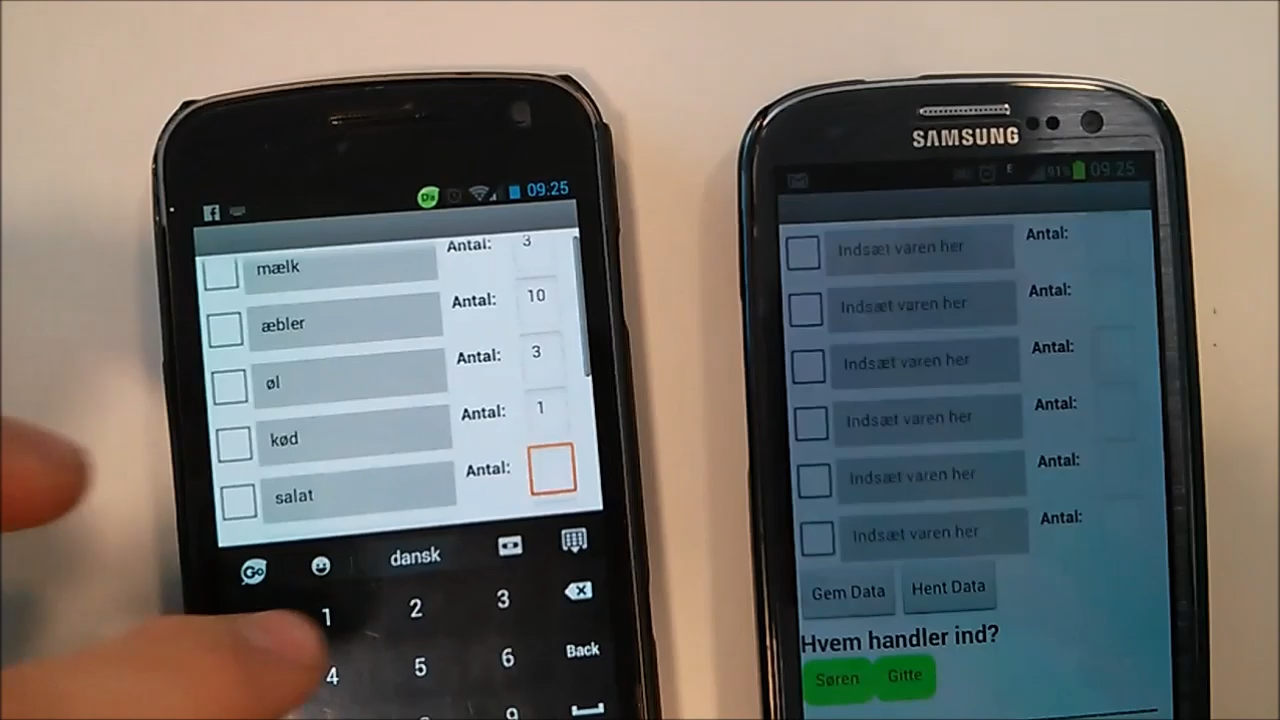 09:25
mælk Antal: 3
æbler Antal: 10
øl Antal: 3
kød Antal: 1
salat Antal:
Go dansk
1 2 3
4 5 6 Back
SAMSUNG
E 91% 09:25
Indsæt varen her Antal:
Indsæt varen her Antal:
Indsæt varen her Antal:
Indsæt varen her Antal:
Indsæt varen her Antal:
Indsæt varen her Antal:
Gem Data Hent Data
Hvem handler ind?
Søren Gitte